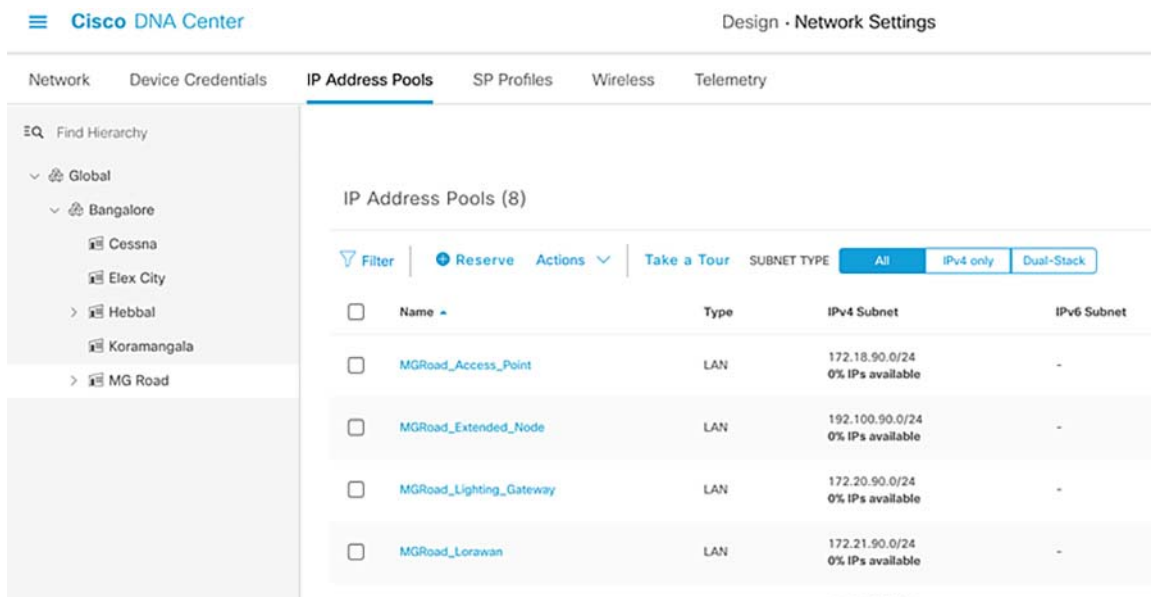 Cisco DNA Center
Design · Network Settings
Network Device Credentials IP Address Pools SP Profiles Wireless Telemetry
Find Hierarchy
Global
Bangalore
Cessna
Elex City
Hebbal
Koramangala
MG Road
IP Address Pools (8)
Filter Reserve Actions Take a Tour SUBNET TYPE All IPv4 only Dual-Stack
Name Type IPv4 Subnet IPv6 Subnet
MGRoad_Access_Point LAN 172.18.90.0/24 -
0% IPs available
MGRoad_Extended_Node LAN 192.100.90.0/24 -
0% IPs available
MGRoad_Lighting_Gateway LAN 172.20.90.0/24 -
0% IPs available
MGRoad_Lorawan LAN 172.21.90.0/24 -
0% IPs available